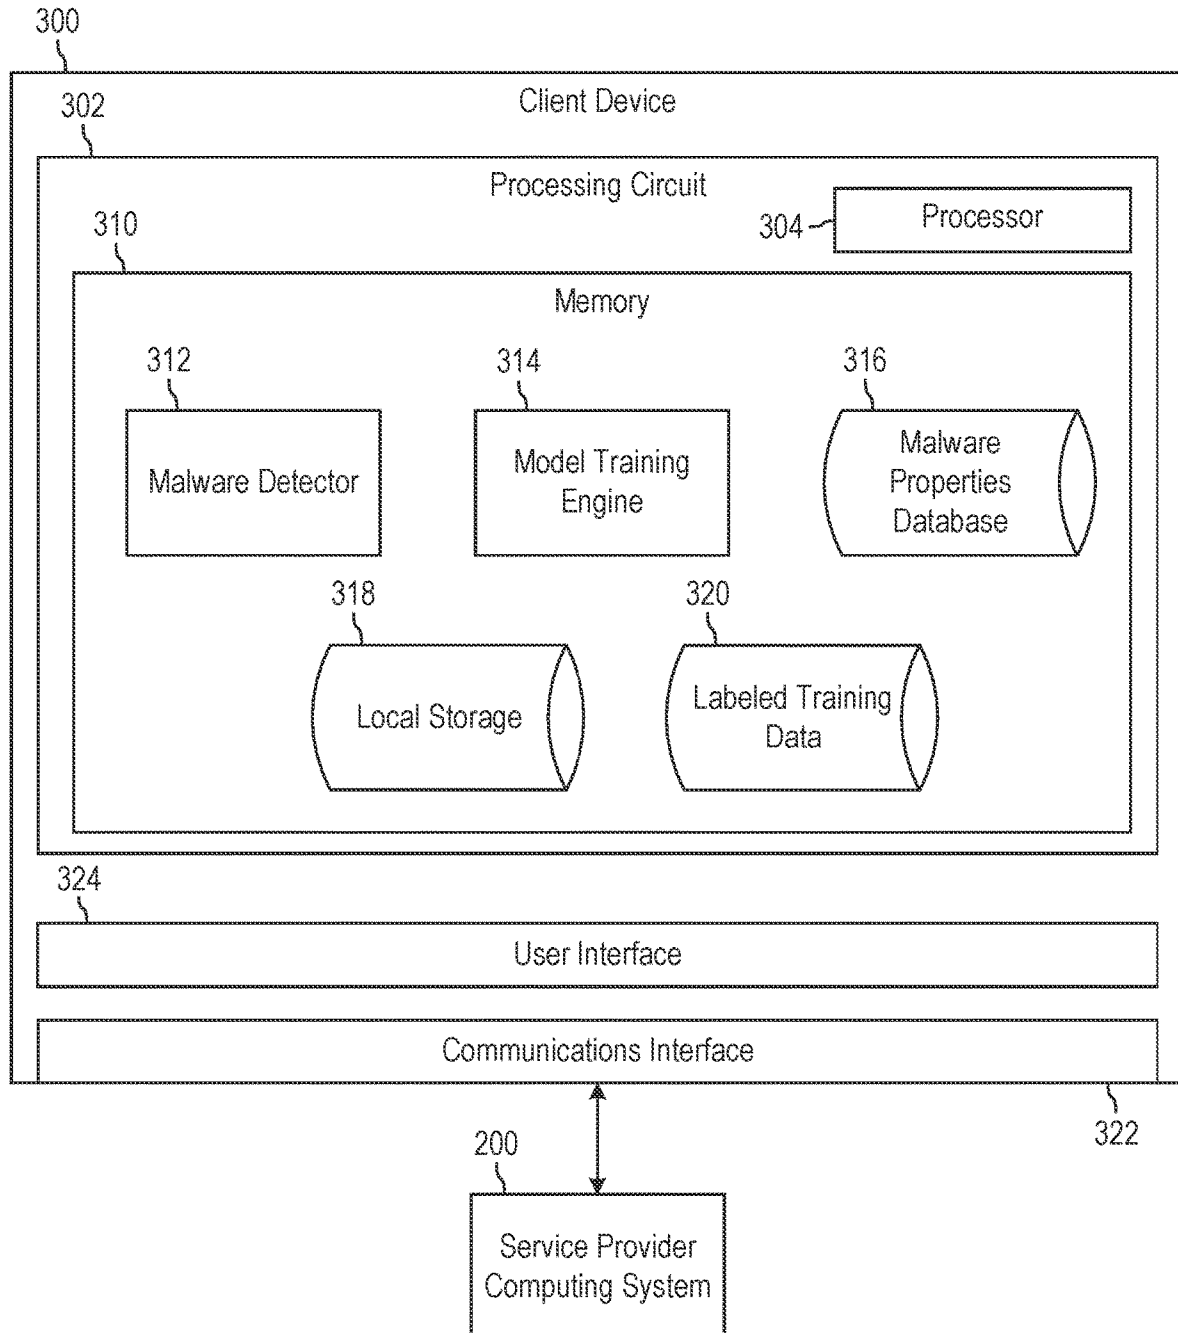 300
Client Device
302
Processing Circuit
304
Processor
310
Memory
312
Malware Detector
314
Model Training
Engine
316
Malware
Properties
Database
318
Local Storage
320
Labeled Training
Data
324
User Interface
Communications Interface
322
200
Service Provider
Computing System